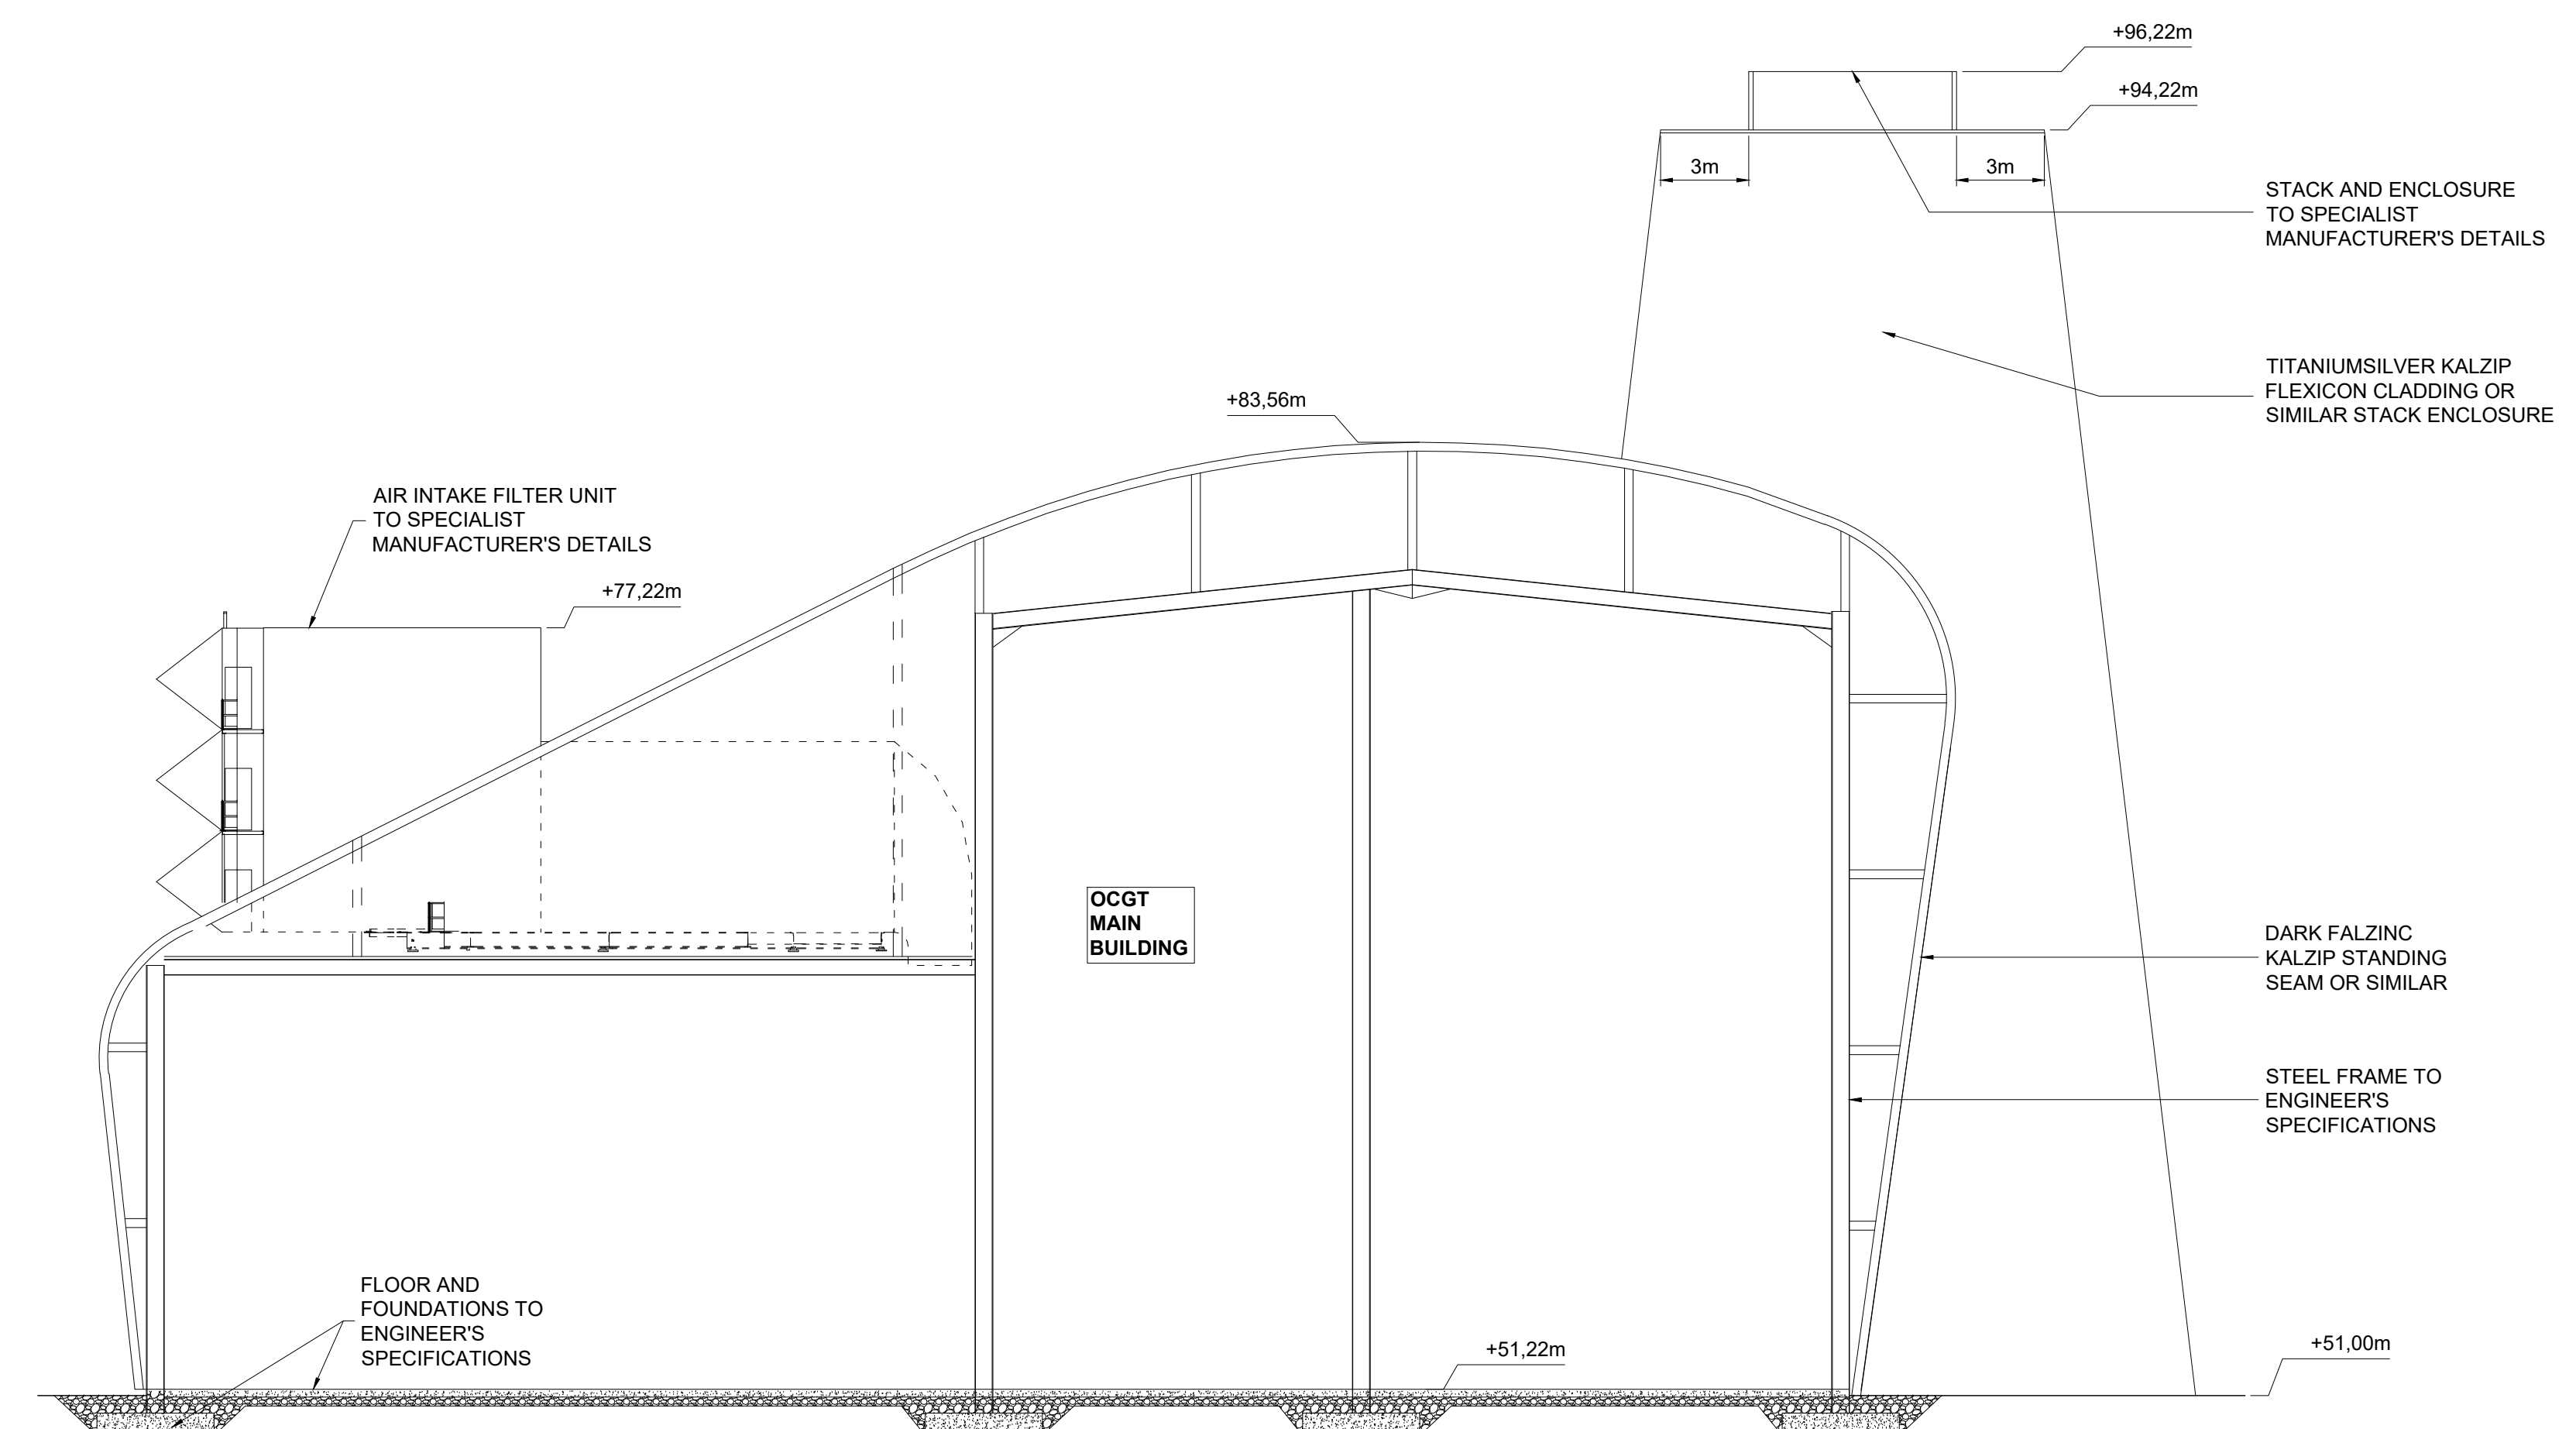 +96,22m
+94,22m
3m
3m
STACK AND ENCLOSURE
TO SPECIALIST
MANUFACTURER'S DETAILS
TITANIUMSILVER KALZIP
FLEXICON CLADDING OR
SIMILAR STACK ENCLOSURE
+83,56m
AIR INTAKE FILTER UNIT
TO SPECIALIST
MANUFACTURER'S DETAILS
+77,22m
OCGT
MAIN
BUILDING
DARK FALZINC
KALZIP STANDING
SEAM OR SIMILAR
STEEL FRAME TO
ENGINEER'S
SPECIFICATIONS
FLOOR AND
FOUNDATIONS TO
ENGINEER'S
SPECIFICATIONS
+51,22m
+51,00m